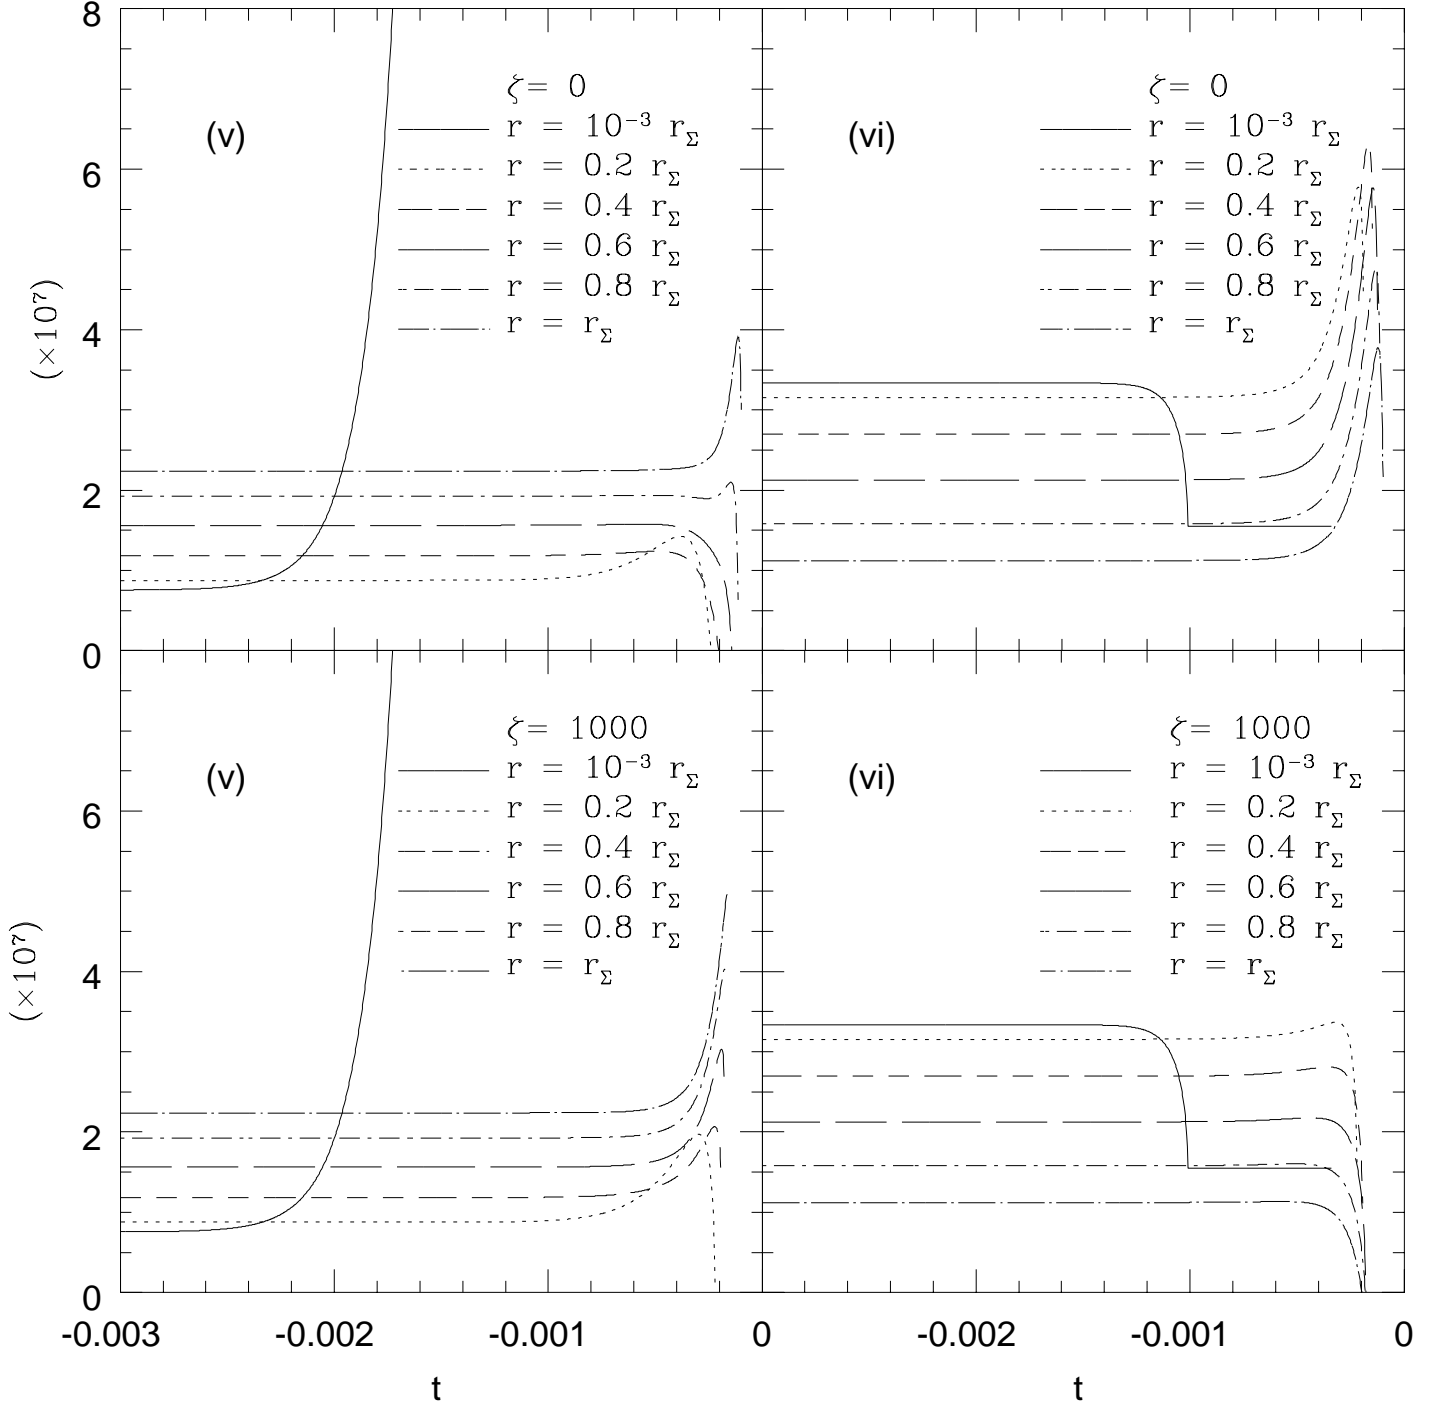 8
6
4
2
0
(×10⁷)
(v)
ζ= 0
r = 10⁻³ r_Σ
r = 0.2 r_Σ
r = 0.4 r_Σ
r = 0.6 r_Σ
r = 0.8 r_Σ
r = r_Σ
(vi)
ζ= 0
r = 10⁻³ r_Σ
r = 0.2 r_Σ
r = 0.4 r_Σ
r = 0.6 r_Σ
r = 0.8 r_Σ
r = r_Σ
6
4
2
0
(×10⁷)
(v)
ζ= 1000
r = 10⁻³ r_Σ
r = 0.2 r_Σ
r = 0.4 r_Σ
r = 0.6 r_Σ
r = 0.8 r_Σ
r = r_Σ
(vi)
ζ= 1000
r = 10⁻³ r_Σ
r = 0.2 r_Σ
r = 0.4 r_Σ
r = 0.6 r_Σ
r = 0.8 r_Σ
r = r_Σ
-0.003 -0.002 -0.001 0 -0.002 -0.001 0
t t